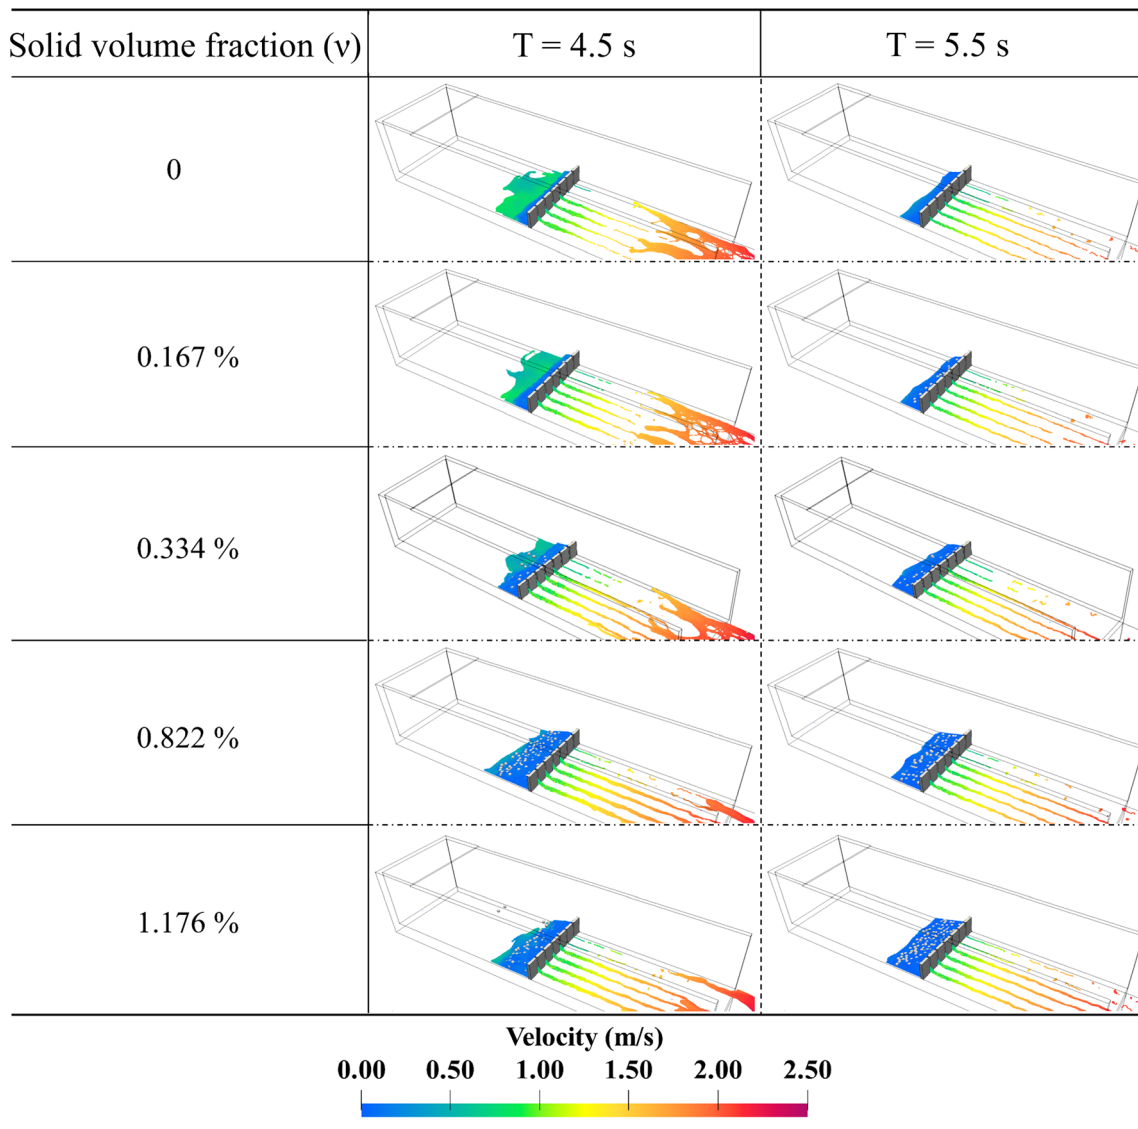 Solid volume fraction (ν) T = 4.5 s T = 5.5 s
0
0.167 %
0.334 %
0.822 %
1.176 %
Velocity (m/s)
0.00 0.50 1.00 1.50 2.00 2.50